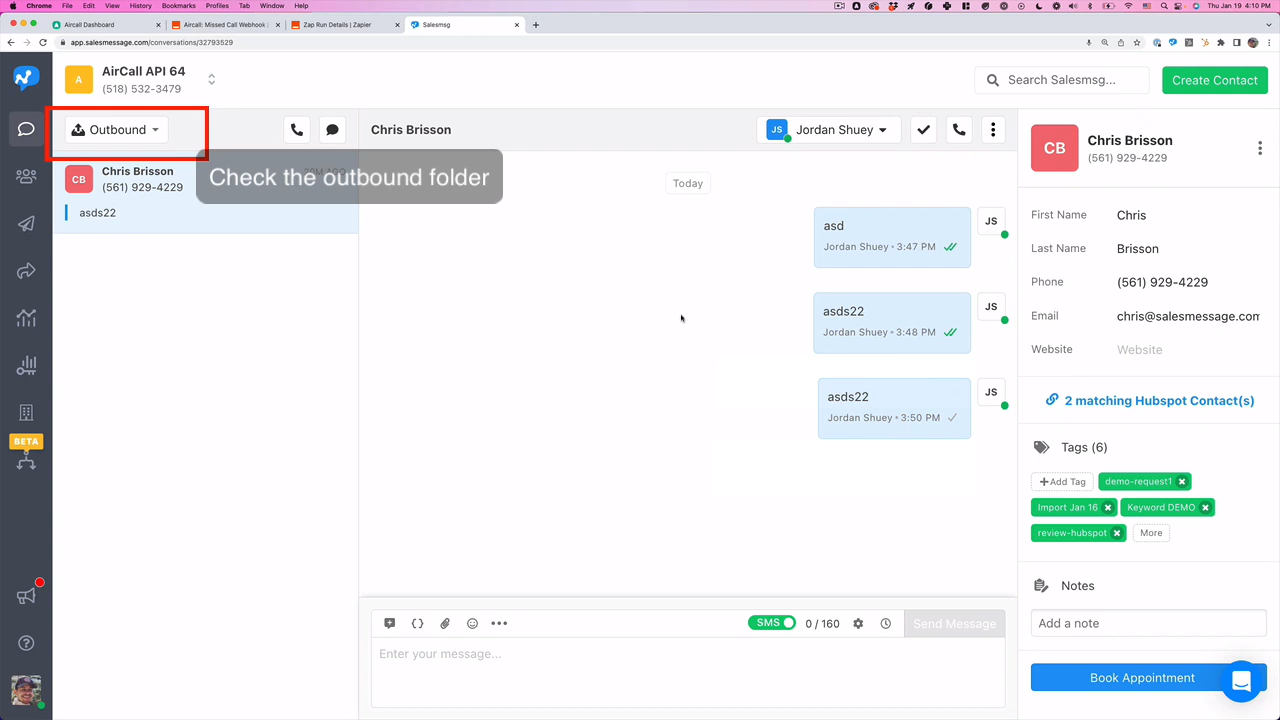 Chrome File Edit View History Bookmarks Profiles Tab Window Help
Thu Jan 19 4:10 PM
Aircall Dashboard
Aircall: Missed Call Webhook
Zap Run Details | Zapier
Salesmsg
app.salesmessage.com/conversations/32793529
A
AirCall API 64
(518) 532-3479
Search Salesmsg...
Create Contact
Outbound
Chris Brisson
JS Jordan Shuey
CB
Chris Brisson
(561) 929-4229
asds22
Check the outbound folder
Today
asd
Jordan Shuey • 3:47 PM
JS
asds22
Jordan Shuey • 3:48 PM
JS
asds22
Jordan Shuey • 3:50 PM
JS
BETA
SMS
0 / 160
Send Message
Enter your message...
CB
Chris Brisson
(561) 929-4229
First Name Chris
Last Name Brisson
Phone (561) 929-4229
Email chris@salesmessage.com
Website Website
2 matching Hubspot Contact(s)
Tags (6)
+Add Tag demo-request1
Import Jan 16 Keyword DEMO
review-hubspot More
Notes
Add a note
Book Appointment